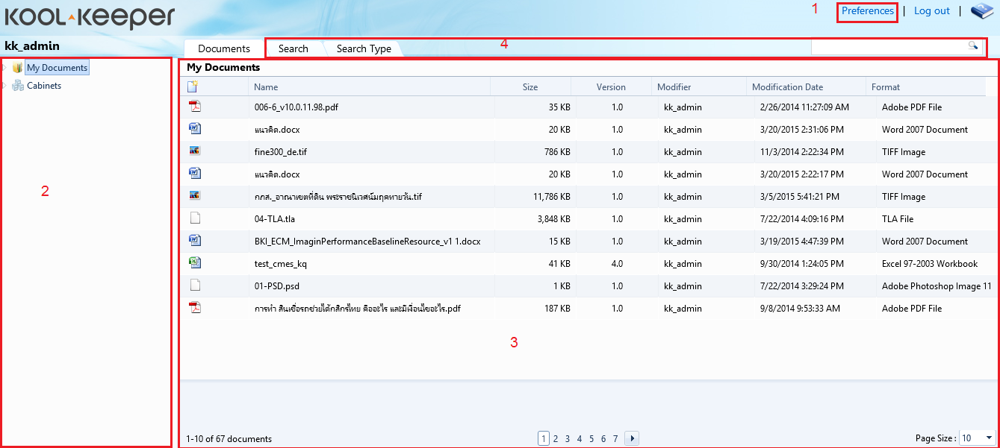 KOOL-KEEPER
1
Preferences | Log out |
kk_admin
Documents Search Search Type
4
My Documents
Cabinets
2
My Documents
Name Size Version Modifier Modification Date Format
006-6_v10.0.11.98.pdf 35 KB 1.0 kk_admin 2/26/2014 11:27:09 AM Adobe PDF File
แนวคิด.docx 20 KB 1.0 kk_admin 3/20/2015 2:31:06 PM Word 2007 Document
fine300_de.tif 786 KB 1.0 kk_admin 11/3/2014 2:22:34 PM TIFF Image
แนวคิด.docx 20 KB 1.0 kk_admin 3/20/2015 2:22:17 PM Word 2007 Document
กภส._อาณาเขตที่ดิน พระราชนิเวศน์มฤคทายวัน.tif 11,786 KB 1.0 kk_admin 3/5/2015 5:41:21 PM TIFF Image
04-TLA.tla 3,848 KB 1.0 kk_admin 7/22/2014 4:09:16 PM TLA File
BKI_ECM_ImaginPerformanceBaselineResource_v1 1.docx 15 KB 1.0 kk_admin 3/19/2015 4:47:39 PM Word 2007 Document
test_cmes_kq 41 KB 4.0 kk_admin 9/30/2014 1:24:05 PM Excel 97-2003 Workbook
01-PSD.psd 1 KB 1.0 kk_admin 7/22/2014 3:29:24 PM Adobe Photoshop Image 11
การทำ สินเชื่อรถช่วยได้กสิกรไทย คืออะไร และมีเงื่อนไขอะไร.pdf 187 KB 1.0 kk_admin 9/8/2014 9:53:33 AM Adobe PDF File
3
1-10 of 67 documents 1 2 3 4 5 6 7 Page Size : 10